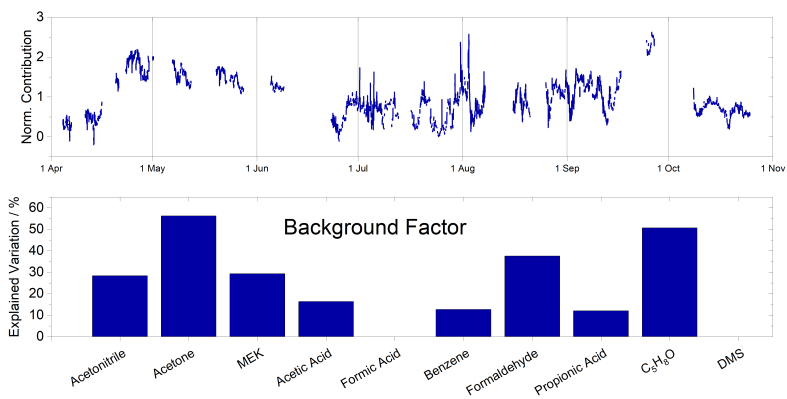 Norm. Contribution
3
2
1
0
1 Apr 1 May 1 Jun 1 Jul 1 Aug 1 Sep 1 Oct 1 Nov
Explained Variation / %
Background Factor
60
50
40
30
20
10
0
Acetonitrile Acetone MEK Acetic Acid Formic Acid Benzene Formaldehyde Propionic Acid C₅H₈O DMS